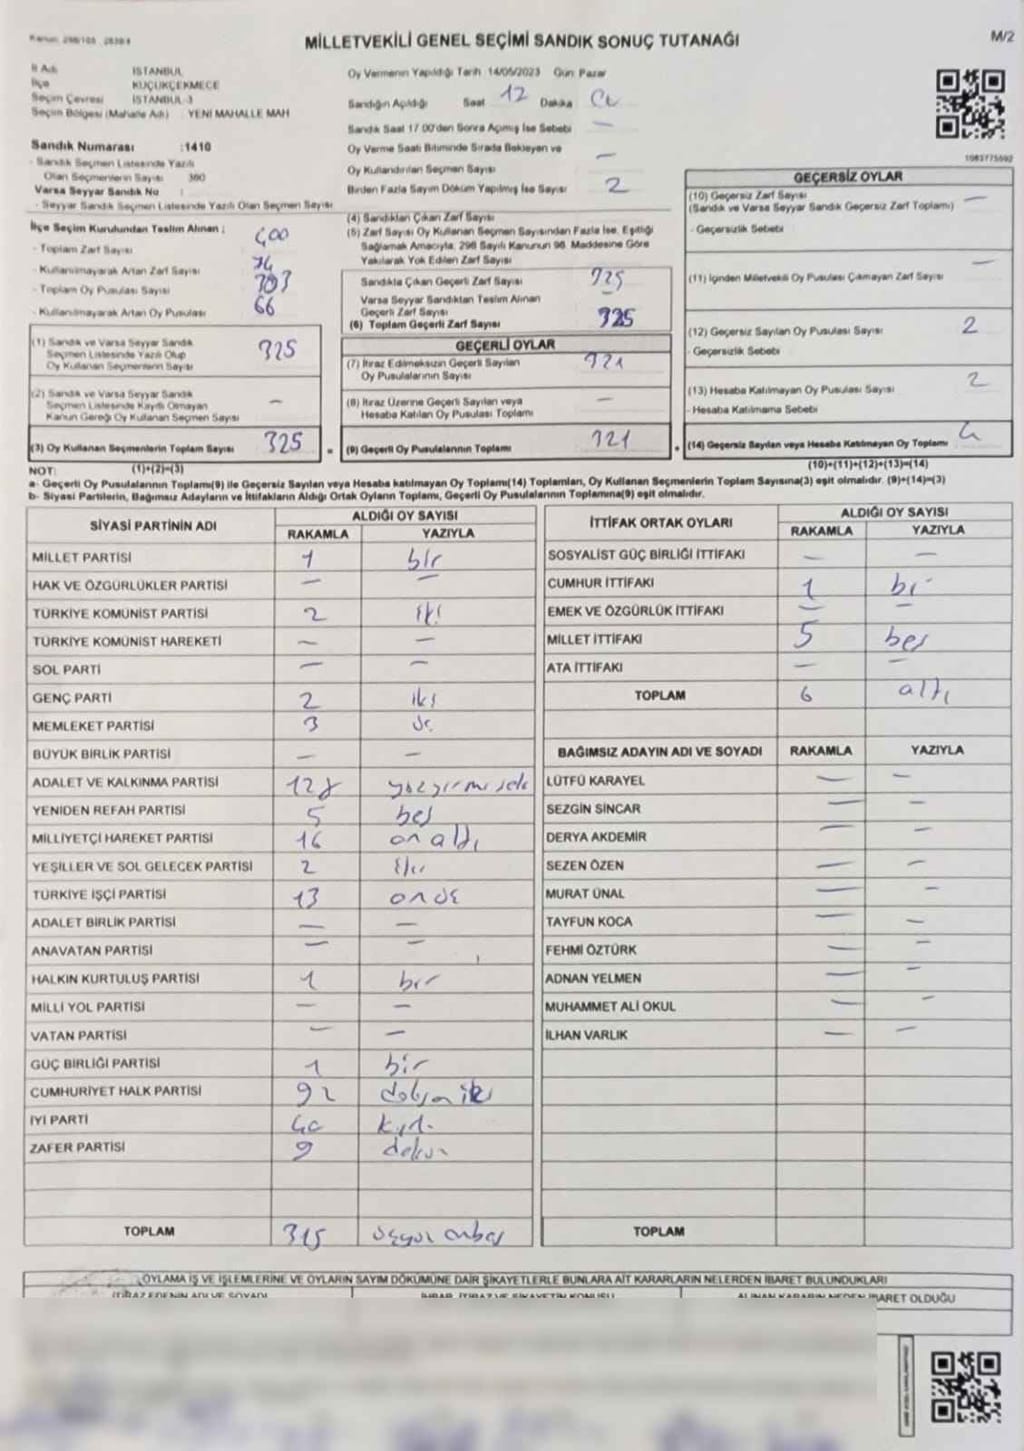 MİLLETVEKİLİ GENEL SEÇİMİ SANDIK SONUÇ TUTANAĞI
M/2
İl Adı İSTANBUL
İlçe KÜÇÜKÇEKMECE
Seçim Çevresi İSTANBUL-3
Seçim Bölgesi (Mahalle Adı) : YENİ MAHALLE MAH
Oy Vermenin Yapıldığı Tarih :14/05/2023 Gün: Pazar
Sandığın Açıldığı Saat 12 Dakika
Sandık Saat 17.00'den Sonra Açılmış İse Sebebi —
Sandık Numarası :1410
- Sandık Seçmen Listesinde Yazılı
Olan Seçmenlerin Sayısı 360
Varsa Seyyar Sandık No :
- Seyyar Sandık Seçmen Listesinde Yazılı Olan Seçmen Sayısı
Oy Verme Saati Bitiminde Sırada Bekleyen ve
Oy Kullandırılan Seçmen Sayısı —
Birden Fazla Sayım Döküm Yapılmış İse Sayısı 2
1083775592
İlçe Seçim Kurulundan Teslim Alınan ;
- Toplam Zarf Sayısı 400
- Kullanılmayarak Artan Zarf Sayısı
- Toplam Oy Pusulası Sayısı
- Kullanılmayarak Artan Oy Pusulası 66
(4) Sandıktan Çıkan Zarf Sayısı
(5) Zarf Sayısı Oy Kullanan Seçmen Sayısından Fazla İse, Eşitliği
Sağlamak Amacıyla, 298 Sayılı Kanunun 98. Maddesine Göre
Yakılarak Yok Edilen Zarf Sayısı
Sandıkta Çıkan Geçerli Zarf Sayısı 325
Varsa Seyyar Sandıktan Teslim Alınan
Geçerli Zarf Sayısı —
(6) Toplam Geçerli Zarf Sayısı 325
GEÇERSİZ OYLAR
(10) Geçersiz Zarf Sayısı —
(Sandık ve Varsa Seyyar Sandık Geçersiz Zarf Toplamı)
- Geçersizlik Sebebi
(11) İçinden Milletvekili Oy Pusulası Çıkmayan Zarf Sayısı —
(12) Geçersiz Sayılan Oy Pusulası Sayısı 2
- Geçersizlik Sebebi
(13) Hesaba Katılmayan Oy Pusulası Sayısı 2
- Hesaba Katılmama Sebebi
(1) Sandık ve Varsa Seyyar Sandık
Seçmen Listesinde Yazılı Olup
Oy Kullanan Seçmenlerin Sayısı 325
(2) Sandık ve Varsa Seyyar Sandık
Seçmen Listesinde Kayıtlı Olmayan
Kanun Gereği Oy Kullanan Seçmen Sayısı —
GEÇERLİ OYLAR
(7) İtiraz Edilmeksizin Geçerli Sayılan
Oy Pusulalarının Sayısı 321
(8) İtiraz Üzerine Geçerli Sayılan veya
Hesaba Katılan Oy Pusulası Toplamı —
(3) Oy Kullanan Seçmenlerin Toplam Sayısı 325 = (9) Geçerli Oy Pusulalarının Toplamı 321 + (14) Geçersiz Sayılan veya Hesaba Katılmayan Oy Toplamı 4
NOT: (1)+(2)=(3) (10)+(11)+(12)+(13)=(14)
a- Geçerli Oy Pusulalarının Toplamı(9) ile Geçersiz Sayılan veya Hesaba katılmayan Oy Toplamı(14) Toplamları, Oy Kullanan Seçmenlerin Toplam Sayısına(3) eşit olmalıdır. (9)+(14)=(3)
b- Siyasi Partilerin, Bağımsız Adayların ve İttifakların Aldığı Ortak Oyların Toplamı, Geçerli Oy Pusulalarının Toplamına(9) eşit olmalıdır.
SİYASİ PARTİNİN ADI ALDIĞI OY SAYISI
RAKAMLA YAZIYLA
MİLLET PARTİSİ 1 bir
HAK VE ÖZGÜRLÜKLER PARTİSİ — —
TÜRKİYE KOMÜNİST PARTİSİ 2 iki
TÜRKİYE KOMÜNİST HAREKETİ — —
SOL PARTİ — —
GENÇ PARTİ 2 iki
MEMLEKET PARTİSİ 3 üç
BÜYÜK BİRLİK PARTİSİ — —
ADALET VE KALKINMA PARTİSİ 128 yüzyirmisek
YENİDEN REFAH PARTİSİ 5 beş
MİLLİYETÇİ HAREKET PARTİSİ 16 onaltı
YEŞİLLER VE SOL GELECEK PARTİSİ 2 iki
TÜRKİYE İŞÇİ PARTİSİ 13 onüç
ADALET BİRLİK PARTİSİ — —
ANAVATAN PARTİSİ — —
HALKIN KURTULUŞ PARTİSİ 1 bir
MİLLİ YOL PARTİSİ — —
VATAN PARTİSİ — —
GÜÇ BİRLİĞİ PARTİSİ 1 bir
CUMHURİYET HALK PARTİSİ 92 doksaniki
İYİ PARTİ 40 kırk
ZAFER PARTİSİ 9 dokuz
TOPLAM 315 üçyüz onbeş
İTTİFAK ORTAK OYLARI ALDIĞI OY SAYISI
RAKAMLA YAZIYLA
SOSYALİST GÜÇ BİRLİĞİ İTTİFAKI — —
CUMHUR İTTİFAKI 1 bir
EMEK VE ÖZGÜRLÜK İTTİFAKI — —
MİLLET İTTİFAKI 5 beş
ATA İTTİFAKI — —
TOPLAM 6 altı
BAĞIMSIZ ADAYIN ADI VE SOYADI RAKAMLA YAZIYLA
LÜTFÜ KARAYEL — —
SEZGİN SİNCAR — —
DERYA AKDEMİR — —
SEZEN ÖZEN — —
MURAT ÜNAL — —
TAYFUN KOCA — —
FEHMİ ÖZTÜRK — —
ADNAN YELMEN — —
MUHAMMET ALİ OKUL — —
İLHAN VARLIK — —
TOPLAM
OYLAMA İŞ VE İŞLEMLERİNE VE OYLARIN SAYIM DÖKÜMÜNE DAİR ŞİKAYETLERLE BUNLARA AİT KARARLARIN NELERDEN İBARET BULUNDUKLARI
İTİRAZ EDENİN ADI VE SOYADI İHBAR, İTİRAZ VE ŞİKAYETİN KONUSU ALINAN KARARIN NEDEN İBARET OLDUĞU